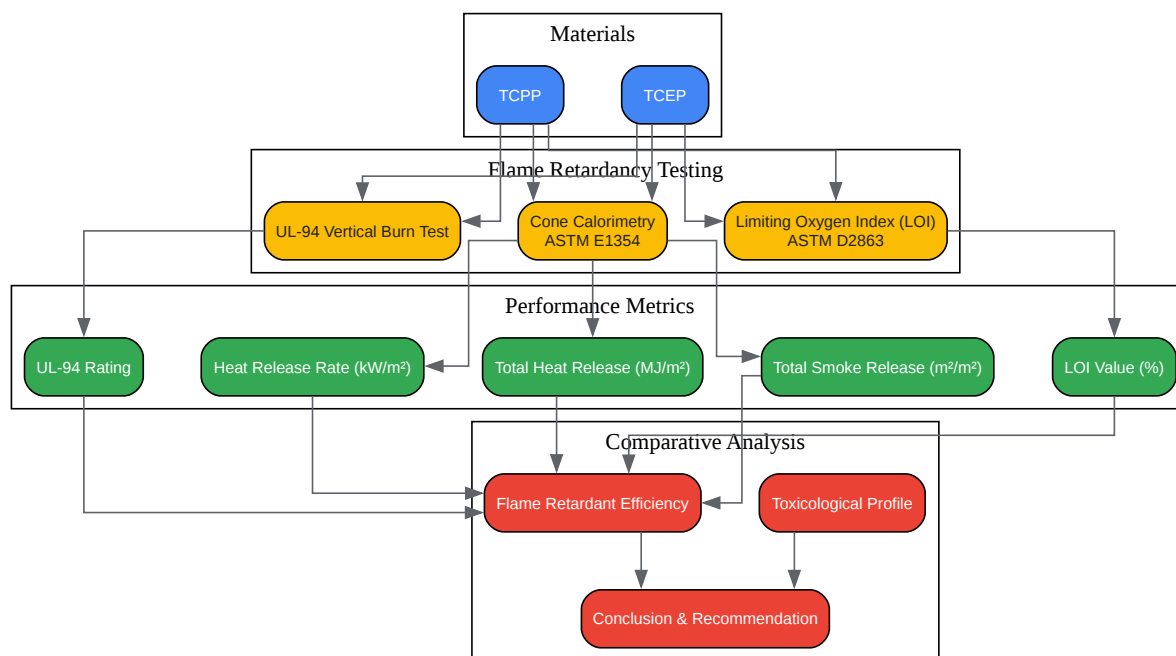 Materials
TCPP
TCEP
Flame Retardancy Testing
UL-94 Vertical Burn Test
Cone Calorimetry
ASTM E1354
Limiting Oxygen Index (LOI)
ASTM D2863
Performance Metrics
UL-94 Rating
Heat Release Rate (kW/m²)
Total Heat Release (MJ/m²)
Total Smoke Release (m²/m²)
LOI Value (%)
Comparative Analysis
Flame Retardant Efficiency
Toxicological Profile
Conclusion & Recommendation